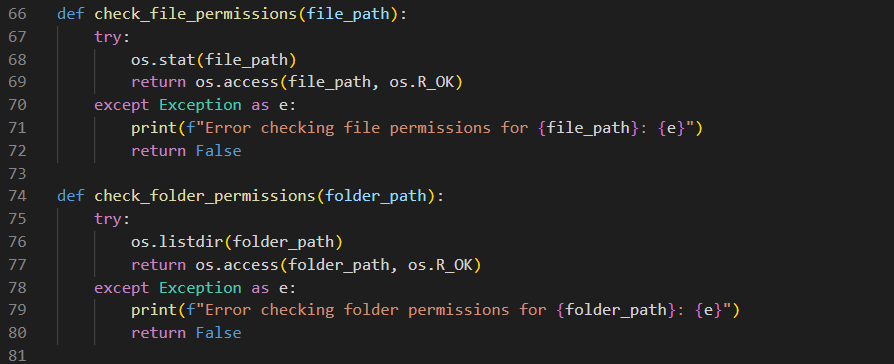 66 def check_file_permissions(file_path):
67     try:
68         os.stat(file_path)
69         return os.access(file_path, os.R_OK)
70     except Exception as e:
71         print(f"Error checking file permissions for {file_path}: {e}")
72         return False
73
74 def check_folder_permissions(folder_path):
75     try:
76         os.listdir(folder_path)
77         return os.access(folder_path, os.R_OK)
78     except Exception as e:
79         print(f"Error checking folder permissions for {folder_path}: {e}")
80         return False
81